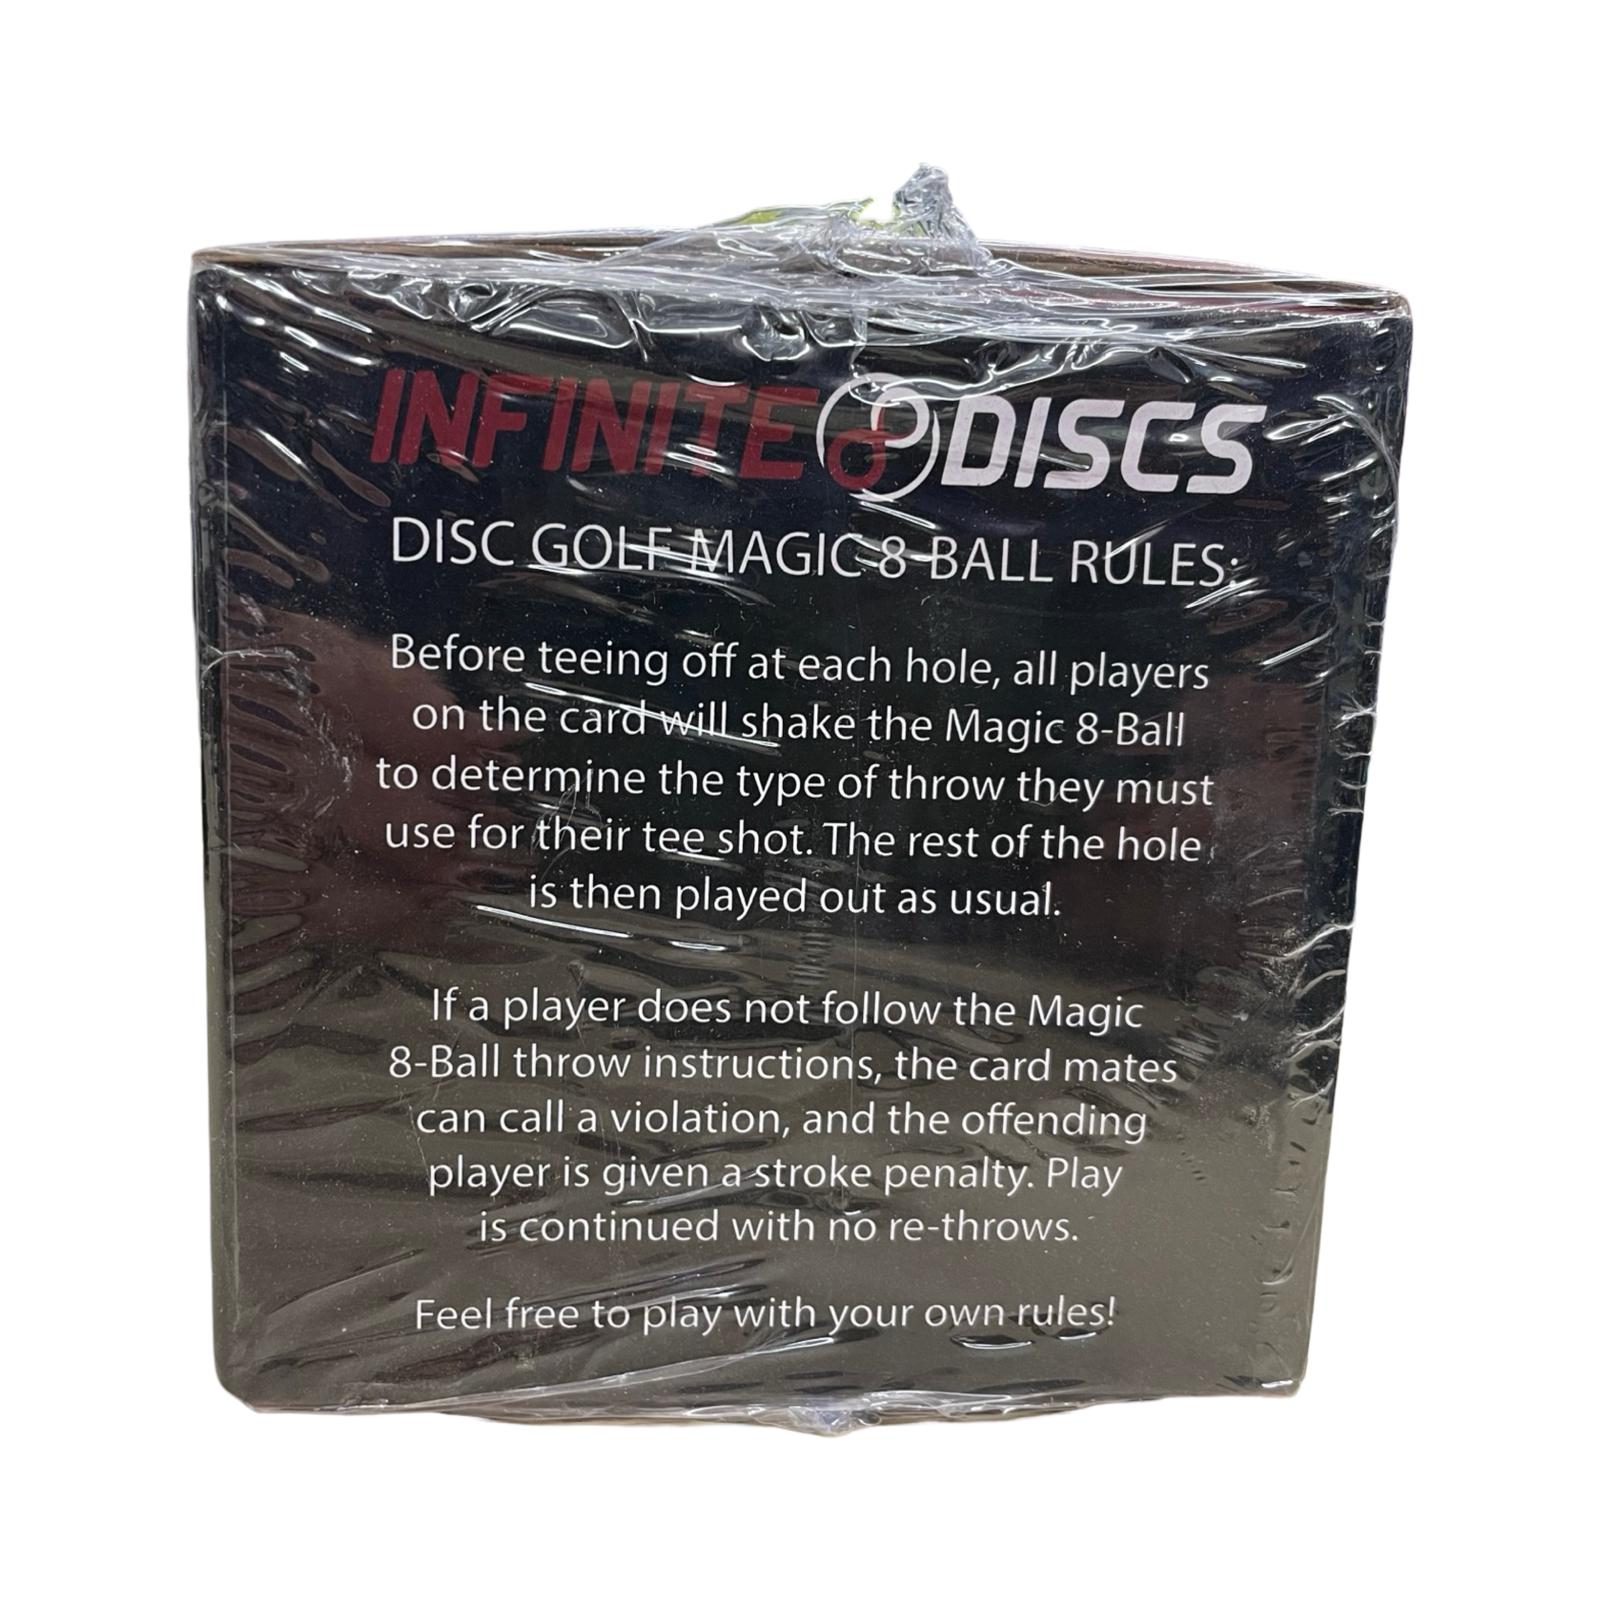 INFINITE DISCS
DISC GOLF MAGIC 8-BALL RULES:
Before teeing off at each hole, all players
on the card will shake the Magic 8-Ball
to determine the type of throw they must
use for their tee shot. The rest of the hole
is then played out as usual.
If a player does not follow the Magic
8-Ball throw instructions, the card mates
can call a violation, and the offending
player is given a stroke penalty. Play
is continued with no re-throws.
Feel free to play with your own rules!